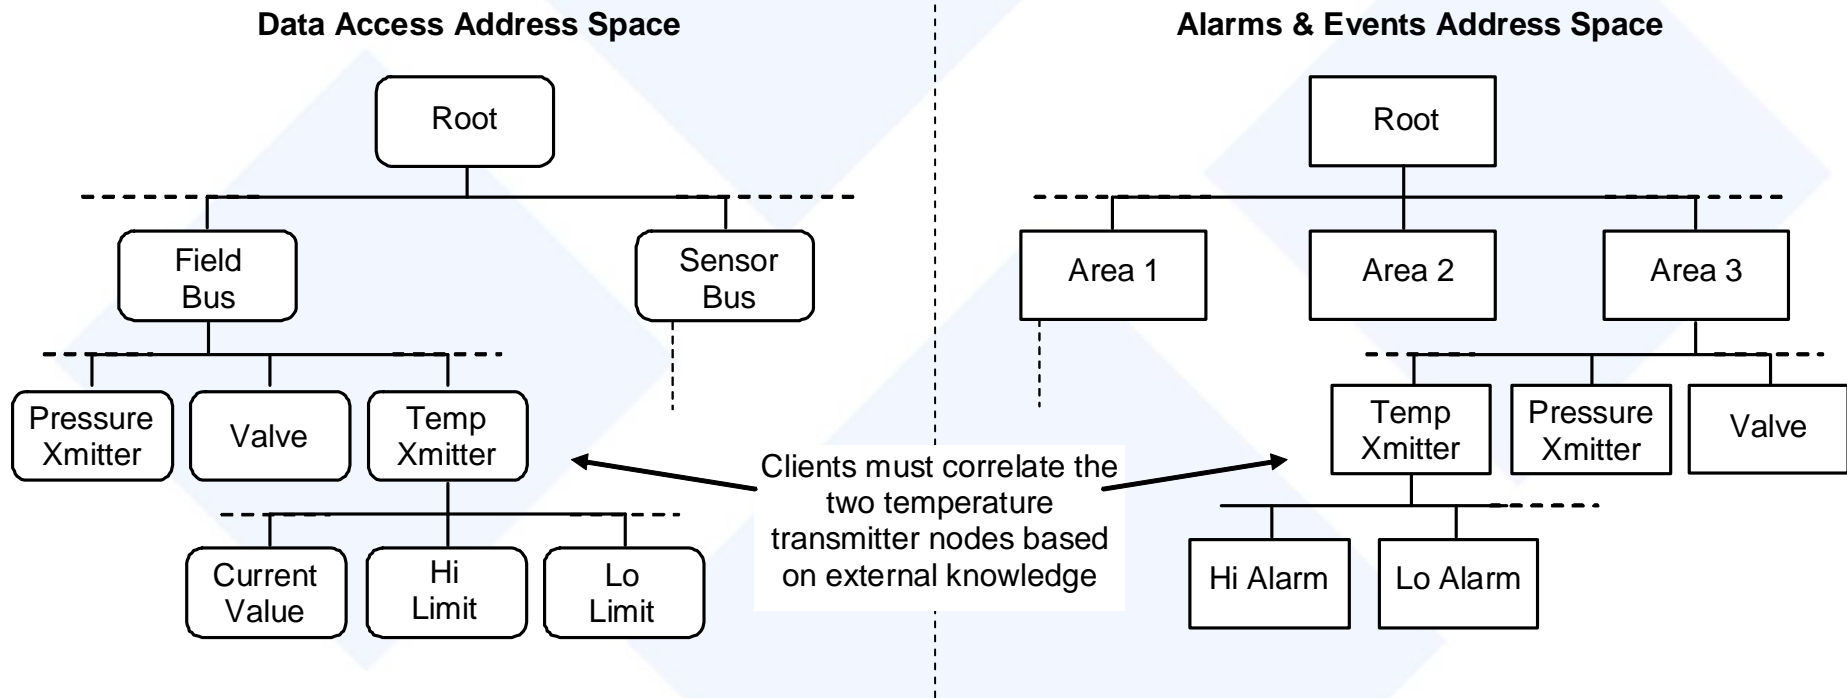 Data Access Address Space
Root
Field
Bus
Sensor
Bus
Pressure
Xmitter
Valve
Temp
Xmitter
Current
Value
Hi
Limit
Lo
Limit
Clients must correlate the
two temperature
transmitter nodes based
on external knowledge
Alarms & Events Address Space
Root
Area 1
Area 2
Area 3
Temp
Xmitter
Pressure
Xmitter
Valve
Hi Alarm
Lo Alarm